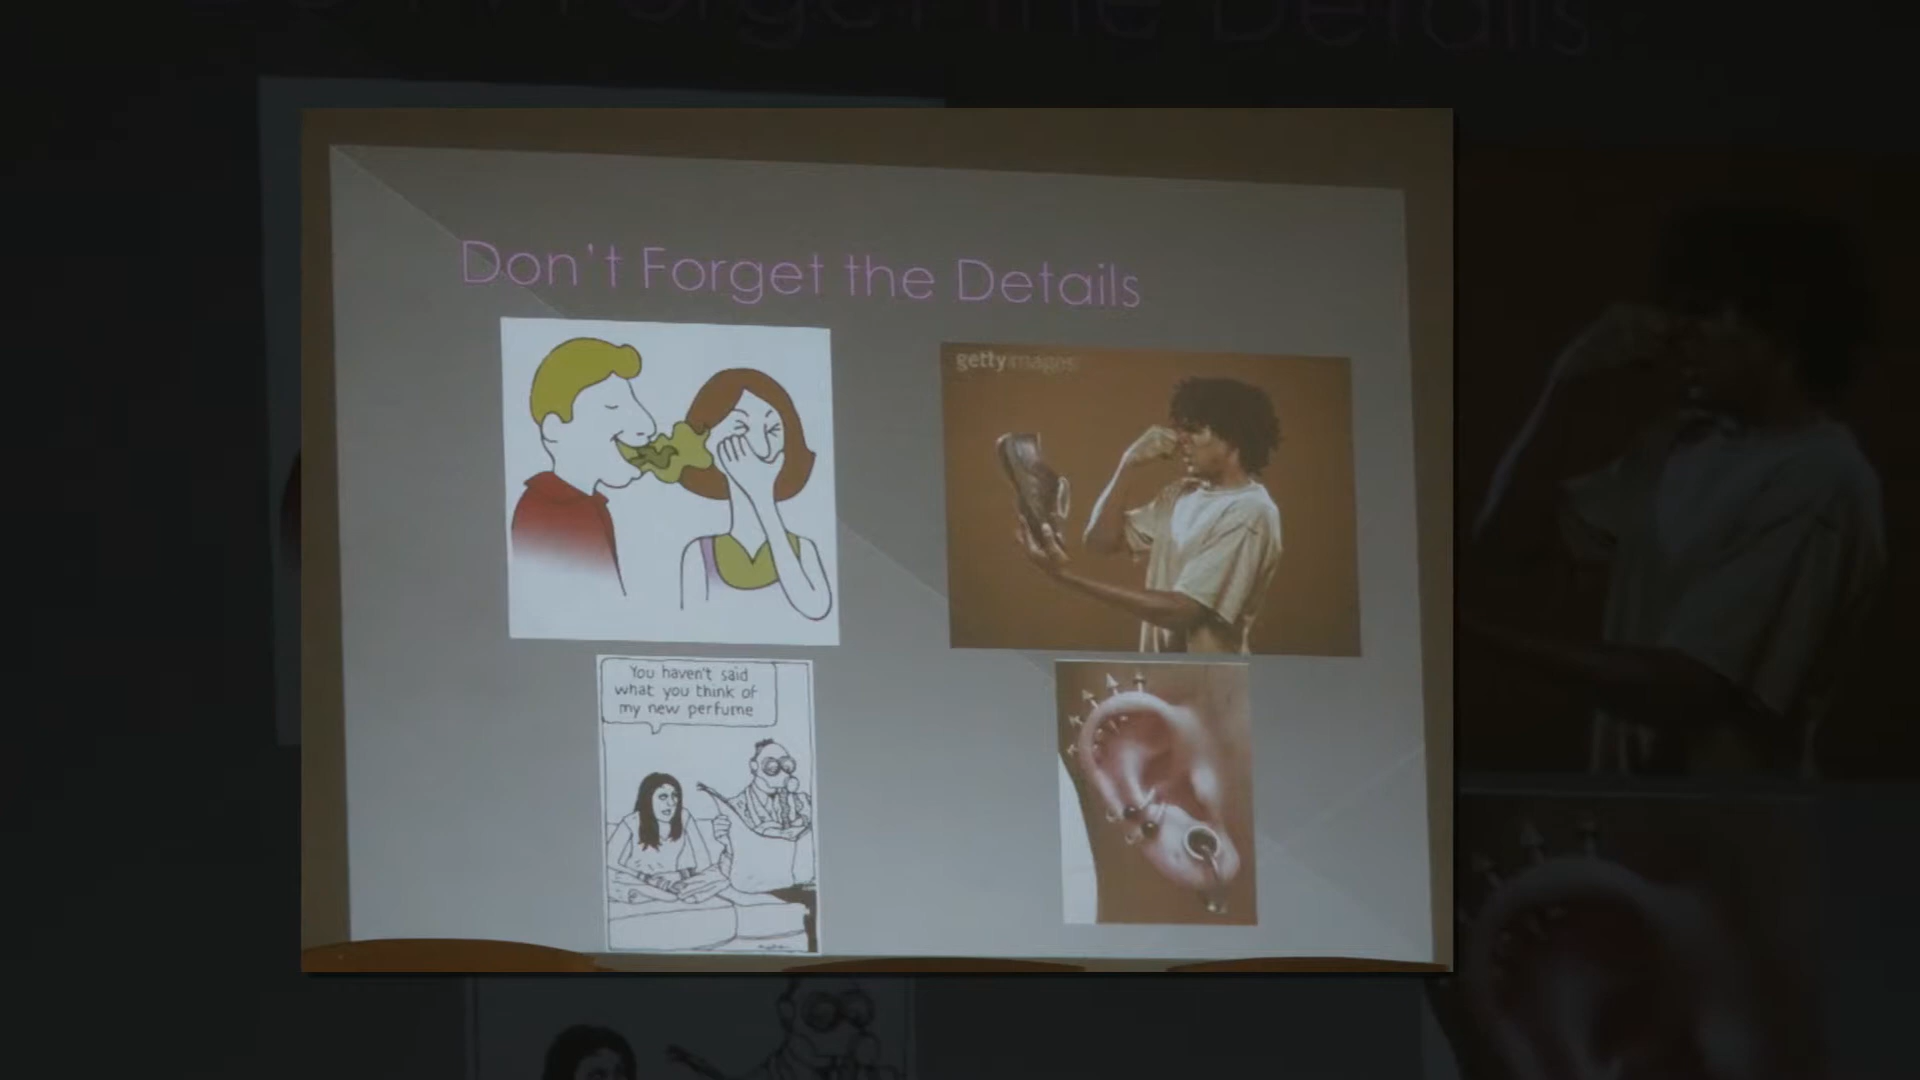 Don't Forget the Details
gettyimages
You haven't said
what you think of
my new perfume